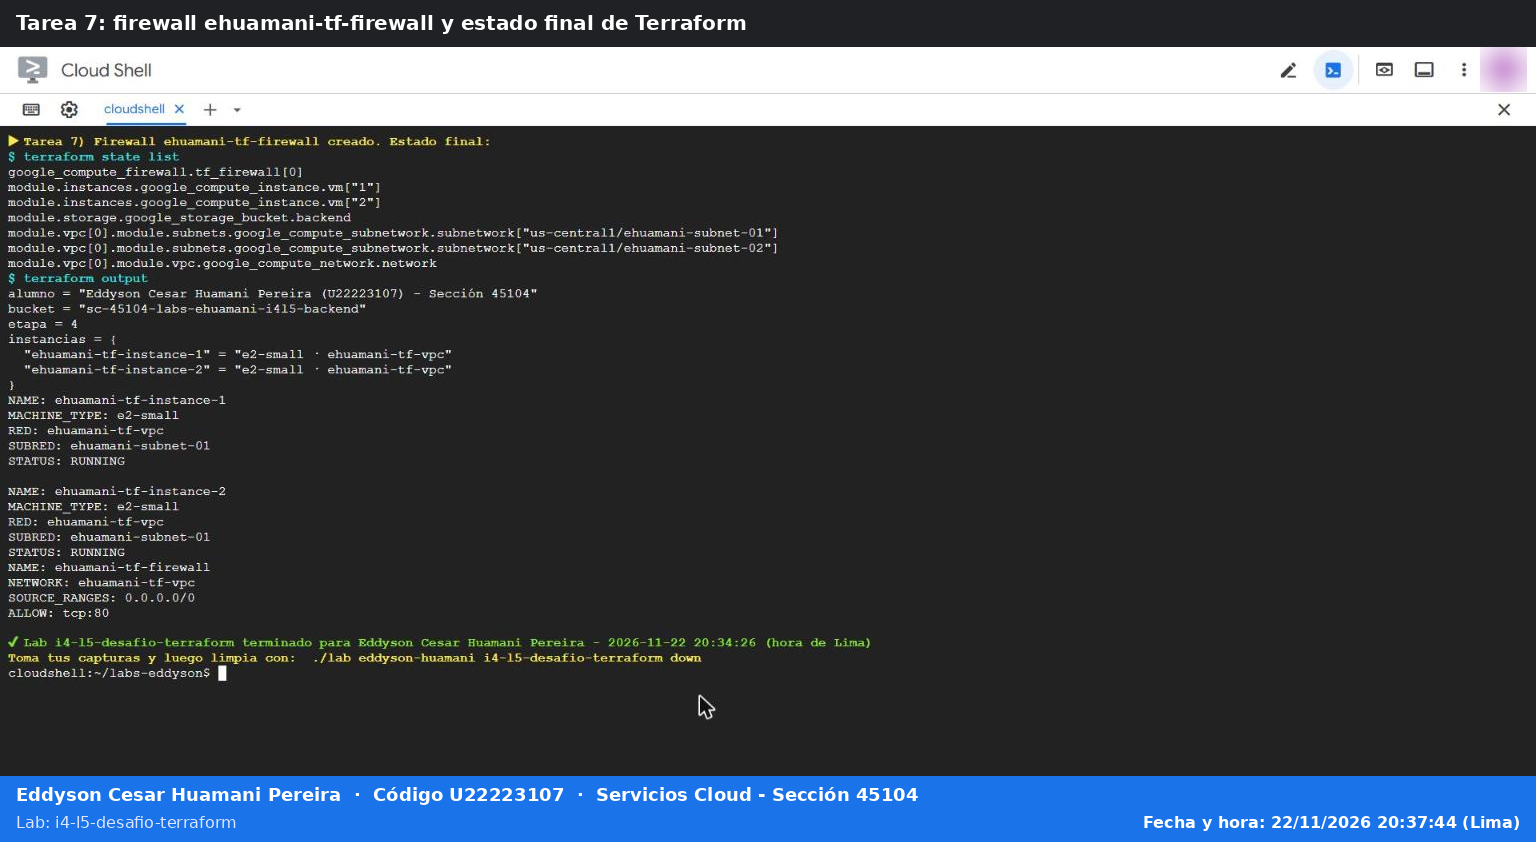 Tarea 7: firewall ehuamani-tf-firewall y estado final de Terraform
Cloud Shell
cloudshell
Tarea 7) Firewall ehuamani-tf-firewall creado. Estado final:
$ terraform state list
google_compute_firewall.tf_firewall[0]
module.instances.google_compute_instance.vm["1"]
module.instances.google_compute_instance.vm["2"]
module.storage.google_storage_bucket.backend
module.vpc[0].module.subnets.google_compute_subnetwork.subnetwork["us-central1/ehuamani-subnet-01"]
module.vpc[0].module.subnets.google_compute_subnetwork.subnetwork["us-central1/ehuamani-subnet-02"]
module.vpc[0].module.vpc.google_compute_network.network
$ terraform output
alumno = "Eddyson Cesar Huamani Pereira (U22223107) - Sección 45104"
bucket = "sc-45104-labs-ehuamani-i4l5-backend"
etapa = 4
instancias = {
  "ehuamani-tf-instance-1" = "e2-small · ehuamani-tf-vpc"
  "ehuamani-tf-instance-2" = "e2-small · ehuamani-tf-vpc"
}
NAME: ehuamani-tf-instance-1
MACHINE_TYPE: e2-small
RED: ehuamani-tf-vpc
SUBRED: ehuamani-subnet-01
STATUS: RUNNING
NAME: ehuamani-tf-instance-2
MACHINE_TYPE: e2-small
RED: ehuamani-tf-vpc
SUBRED: ehuamani-subnet-01
STATUS: RUNNING
NAME: ehuamani-tf-firewall
NETWORK: ehuamani-tf-vpc
SOURCE_RANGES: 0.0.0.0/0
ALLOW: tcp:80
✔ Lab i4-l5-desafio-terraform terminado para Eddyson Cesar Huamani Pereira - 2026-11-22 20:34:26 (hora de Lima)
Toma tus capturas y luego limpia con:  ./lab eddyson-huamani i4-l5-desafio-terraform down
cloudshell:~/labs-eddyson$
Eddyson Cesar Huamani Pereira · Código U22223107 · Servicios Cloud - Sección 45104
Lab: i4-l5-desafio-terraform
Fecha y hora: 22/11/2026 20:37:44 (Lima)